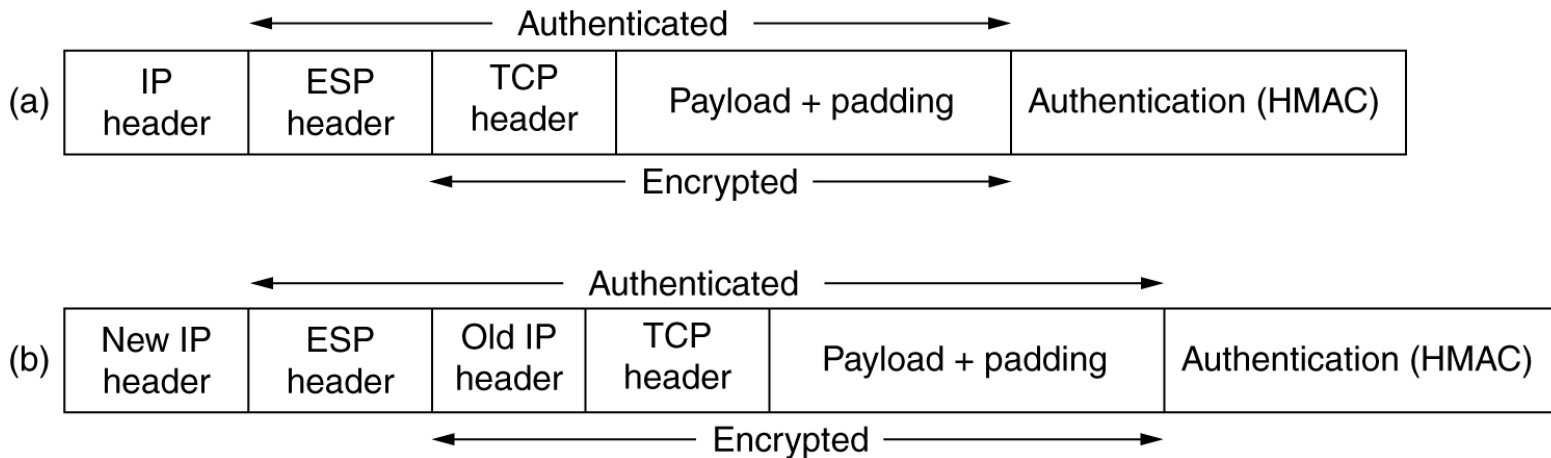 Authenticated
(a)
IP
header
ESP
header
TCP
header
Payload + padding
Authentication (HMAC)
Encrypted
Authenticated
(b)
New IP
header
ESP
header
Old IP
header
TCP
header
Payload + padding
Authentication (HMAC)
Encrypted